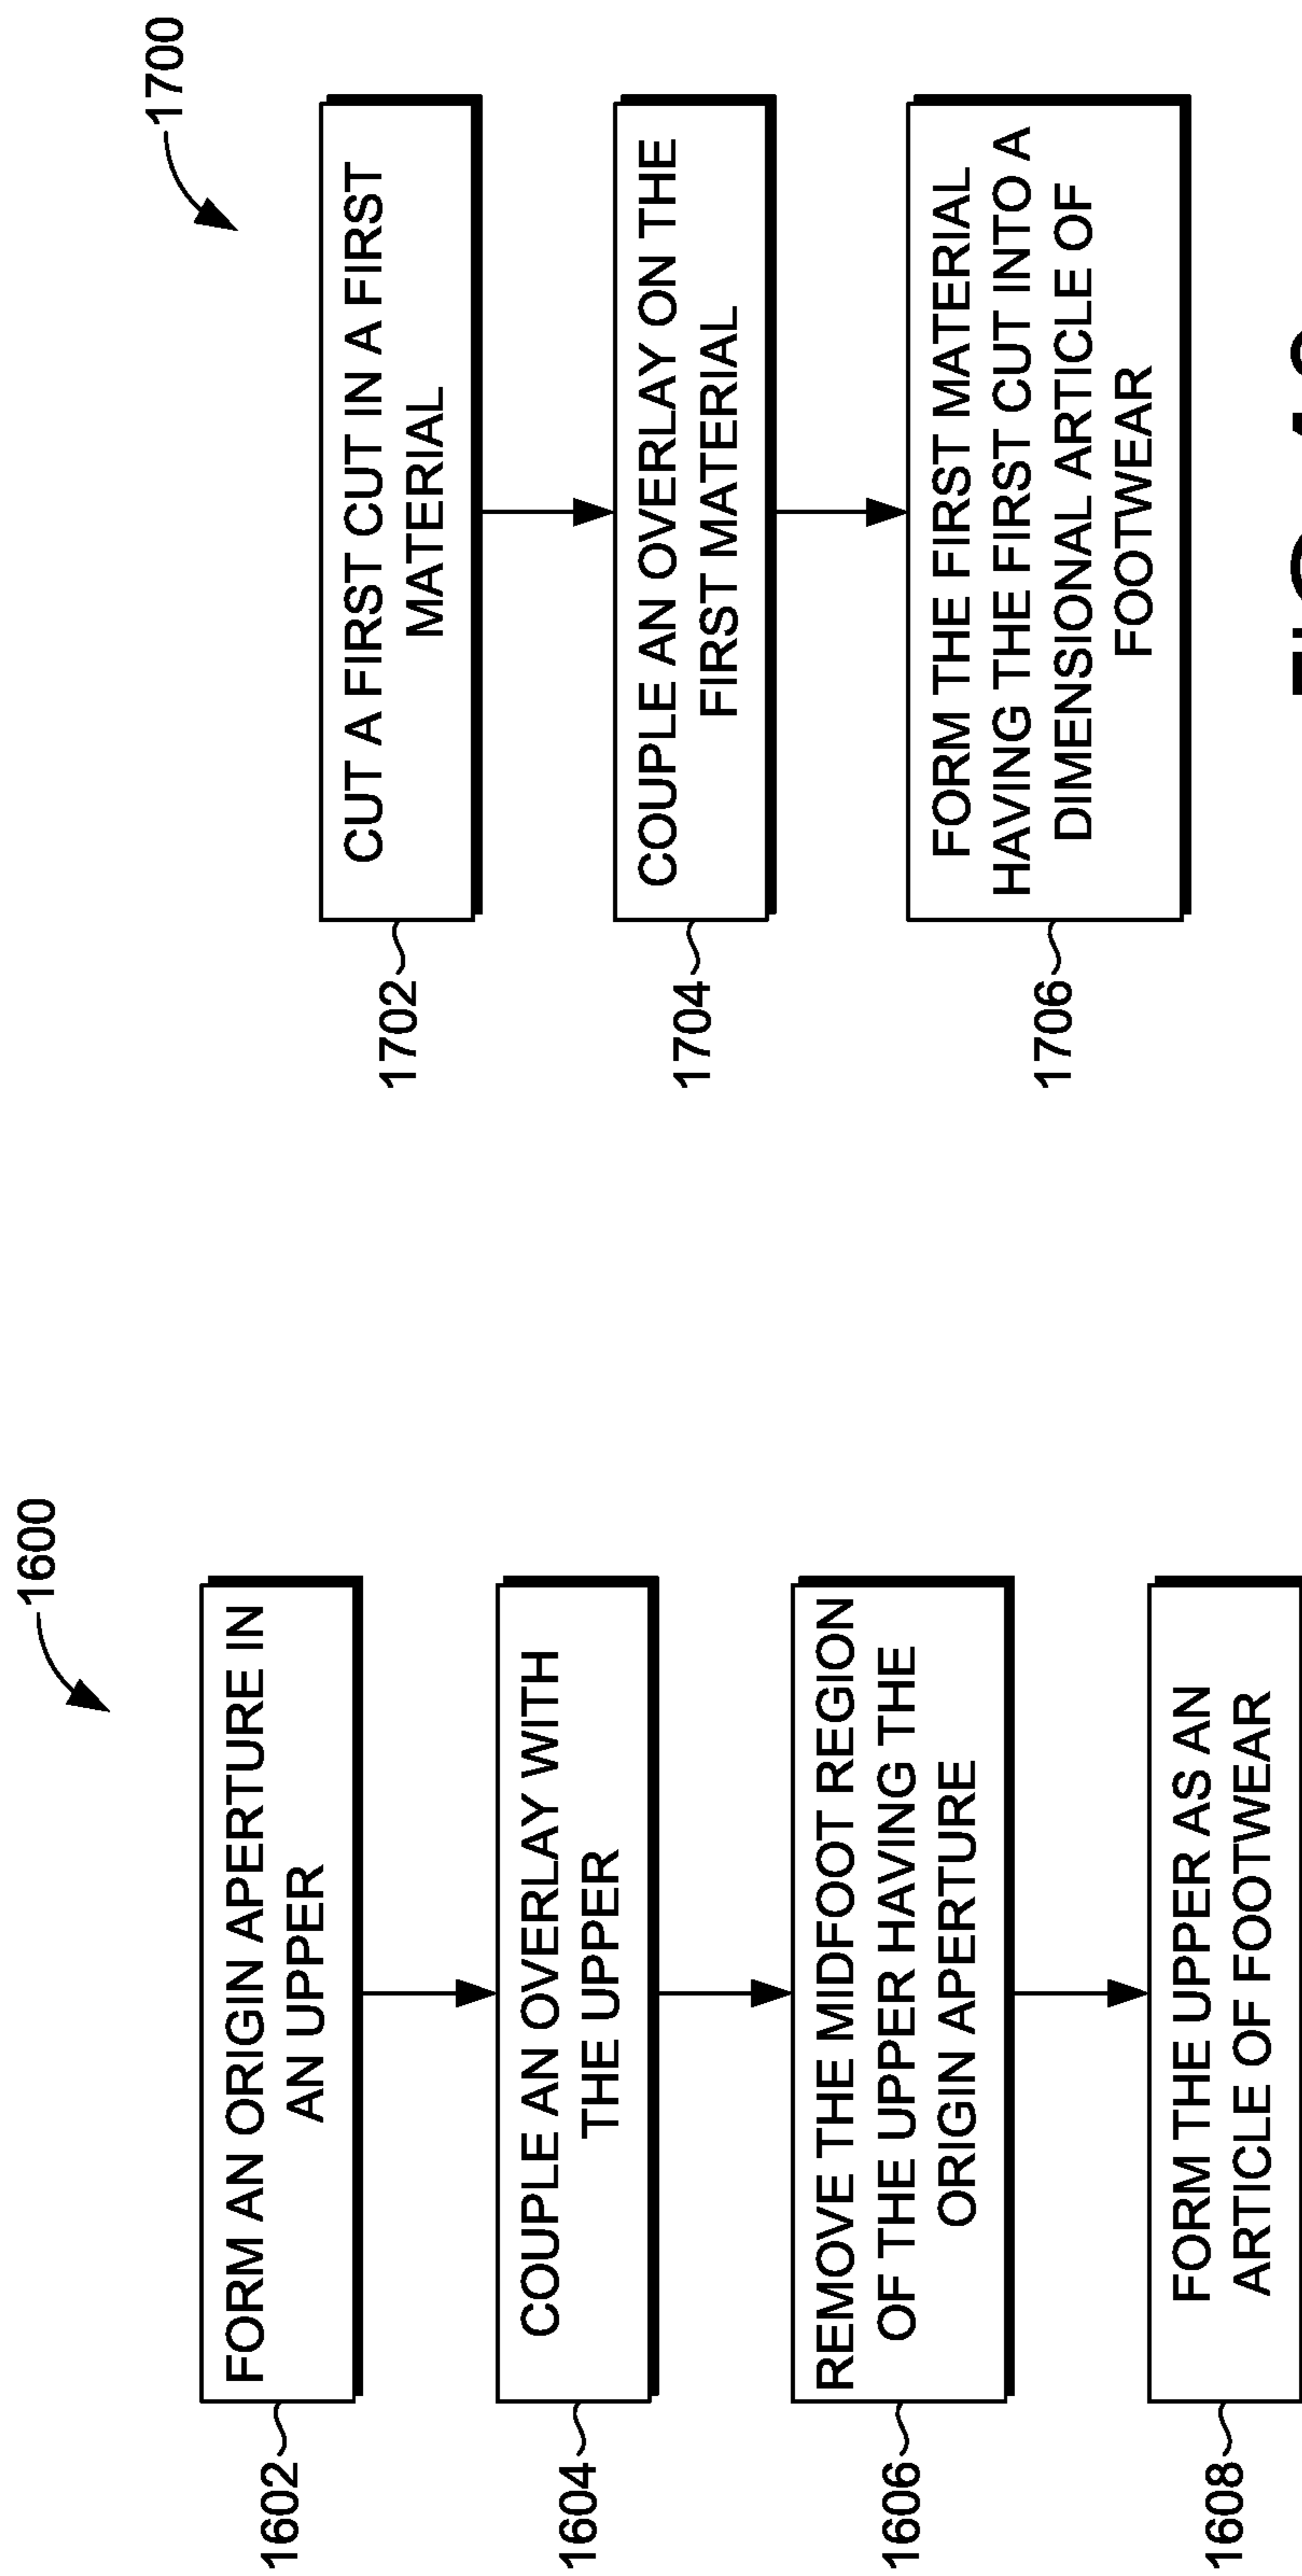 1600
1602
FORM AN ORIGIN APERTURE IN
AN UPPER
1604
COUPLE AN OVERLAY WITH
THE UPPER
1606
REMOVE THE MIDFOOT REGION
OF THE UPPER HAVING THE
ORIGIN APERTURE
1608
FORM THE UPPER AS AN
ARTICLE OF FOOTWEAR
1700
1702
CUT A FIRST CUT IN A FIRST
MATERIAL
1704
COUPLE AN OVERLAY ON THE
FIRST MATERIAL
1706
FORM THE FIRST MATERIAL
HAVING THE FIRST CUT INTO A
DIMENSIONAL ARTICLE OF
FOOTWEAR